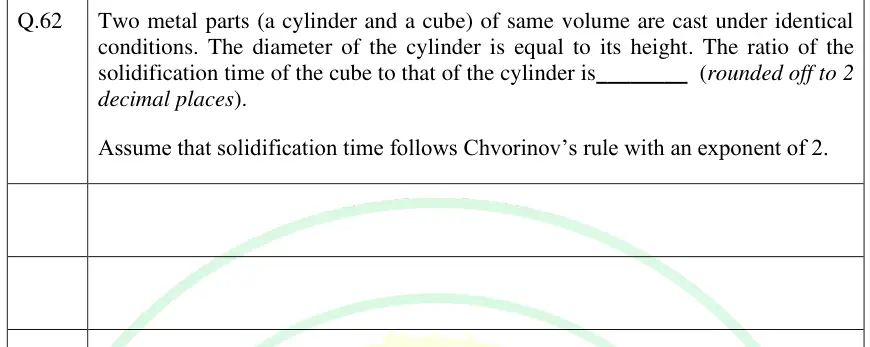 Q.62 Two metal parts (a cylinder and a cube) of same volume are cast under identical
conditions. The diameter of the cylinder is equal to its height. The ratio of the
solidification time of the cube to that of the cylinder is________ (rounded off to 2
decimal places).
Assume that solidification time follows Chvorinov’s rule with an exponent of 2.